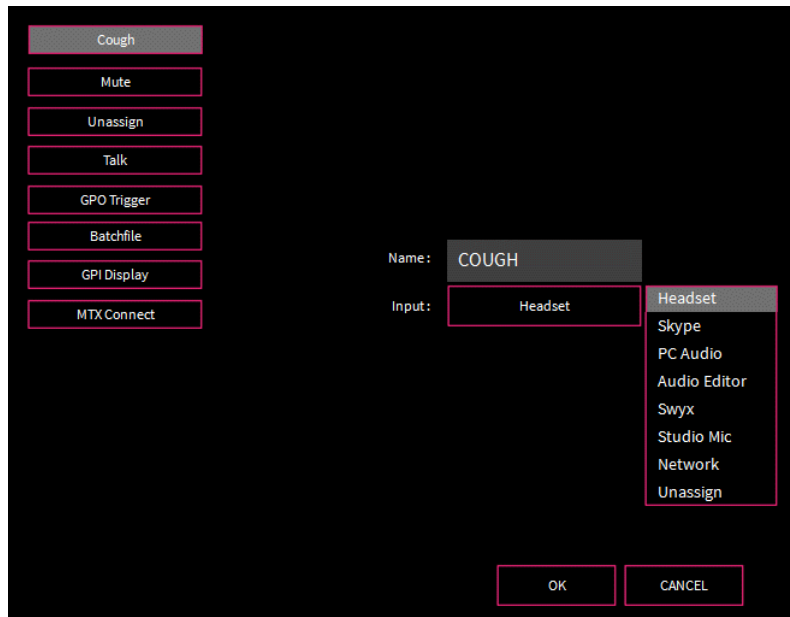 Cough
Mute
Unassign
Talk
GPO Trigger
Batchfile
GPI Display
MTX Connect
Name: COUGH
Input: Headset
Headset
Skype
PC Audio
Audio Editor
Swyx
Studio Mic
Network
Unassign
OK CANCEL